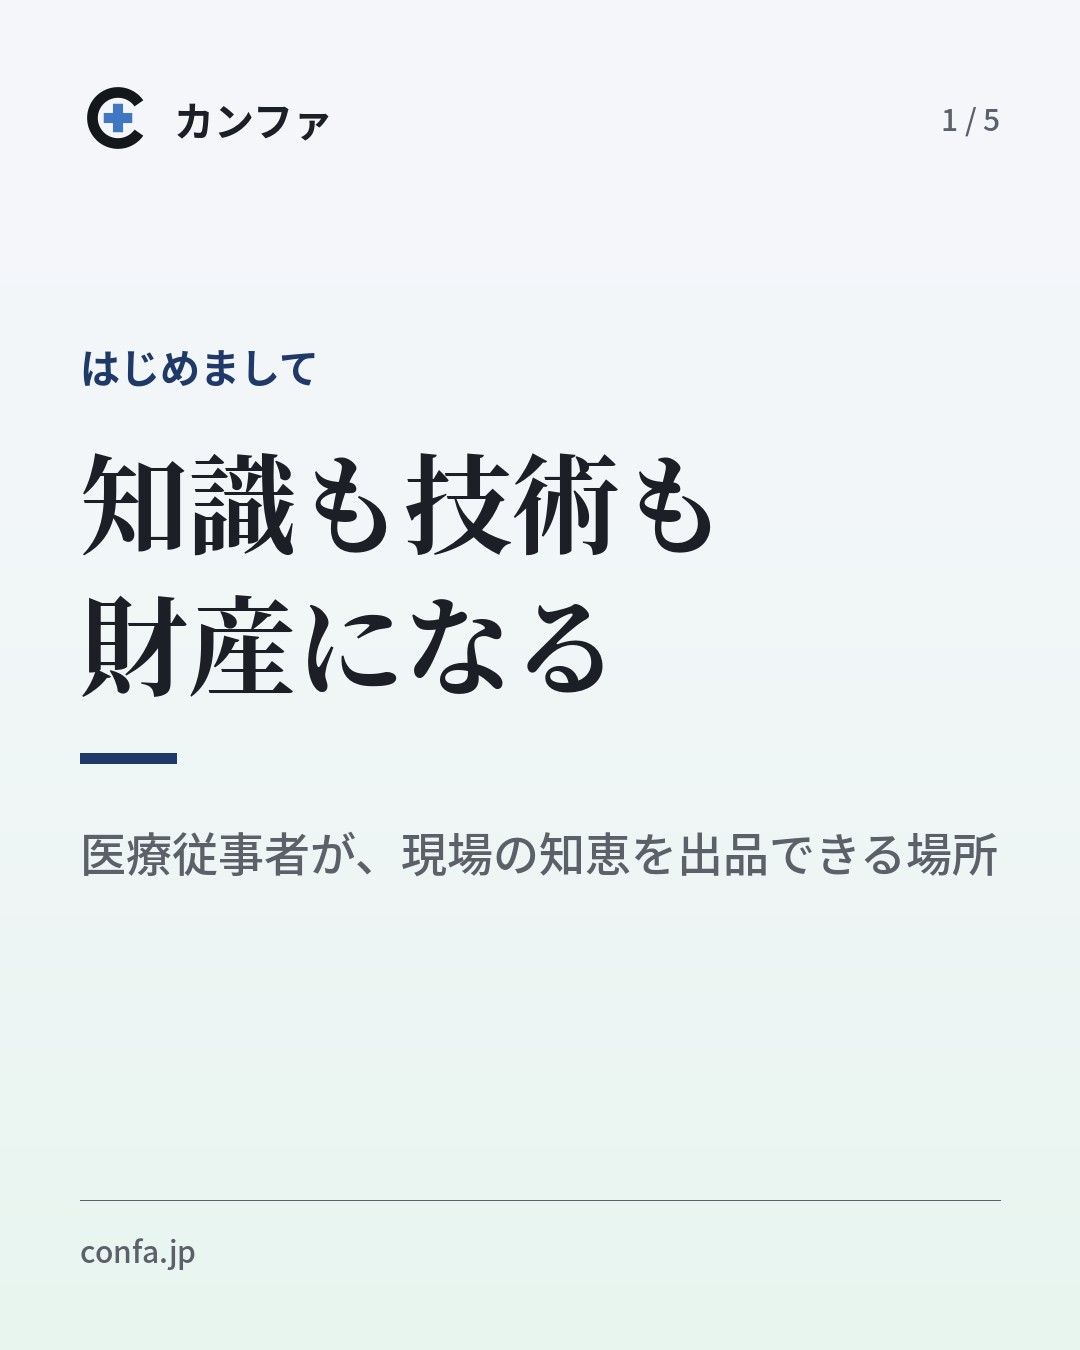 カンファ
1 / 5
はじめまして
知識も技術も
財産になる
医療従事者が、現場の知恵を出品できる場所
confa.jp